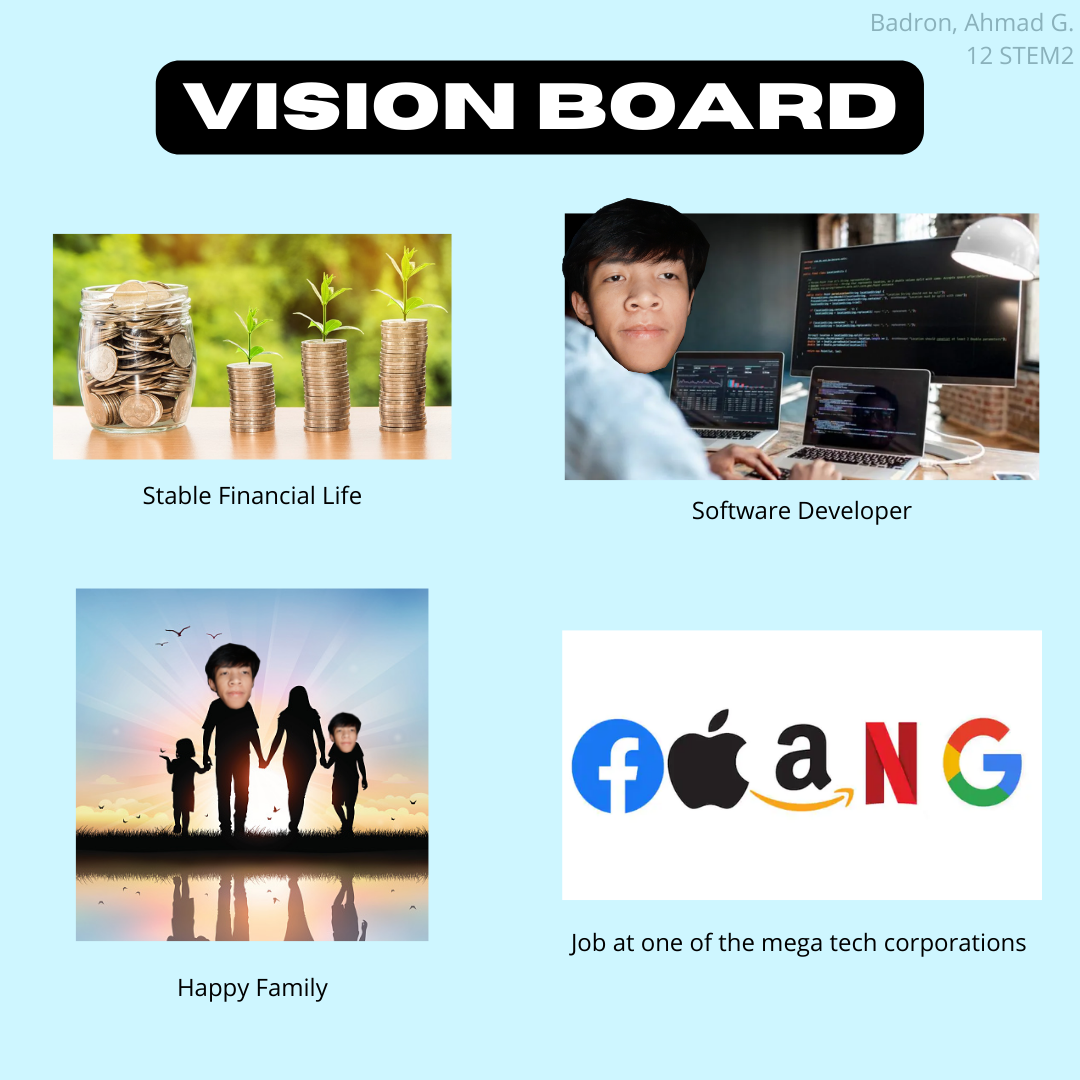 Badron, Ahmad G.
12 STEM2
VISION BOARD
Stable Financial Life
Software Developer
f a N G
Happy Family
Job at one of the mega tech corporations